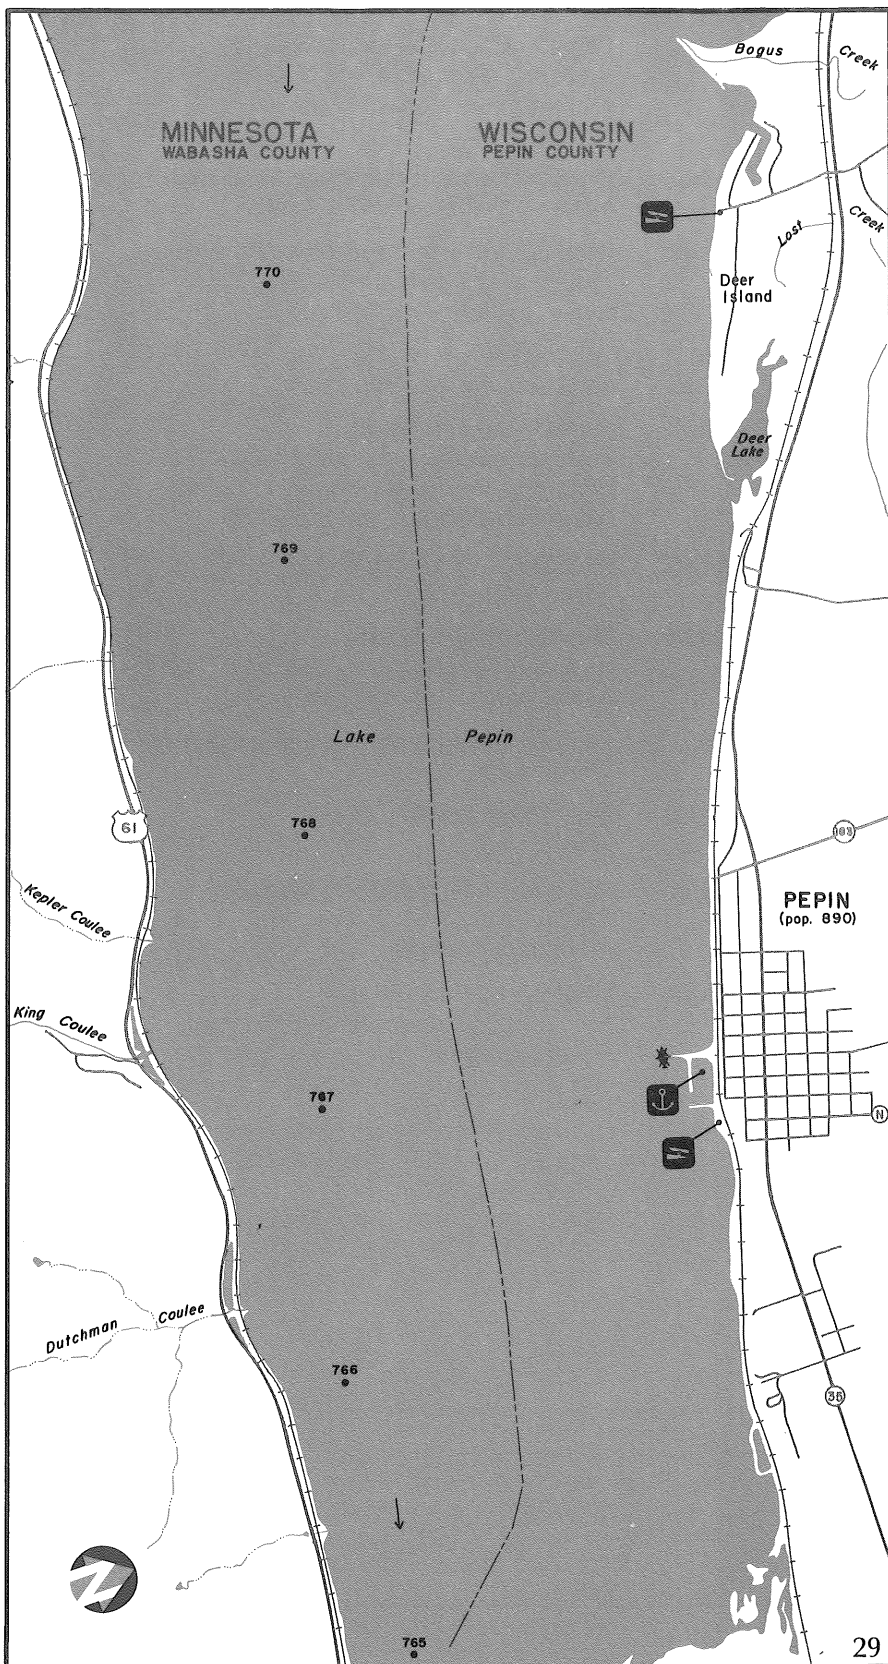 Bogus Creek
MINNESOTA
WABASHA COUNTY
WISCONSIN
PEPIN COUNTY
Lost Creek
770
Deer
Island
Deer
Lake
769
Lake Pepin
61
768
Kepler Coulee
PEPIN
(pop. 890)
King Coulee
767
N
Dutchman Coulee
766
35
N
765
29